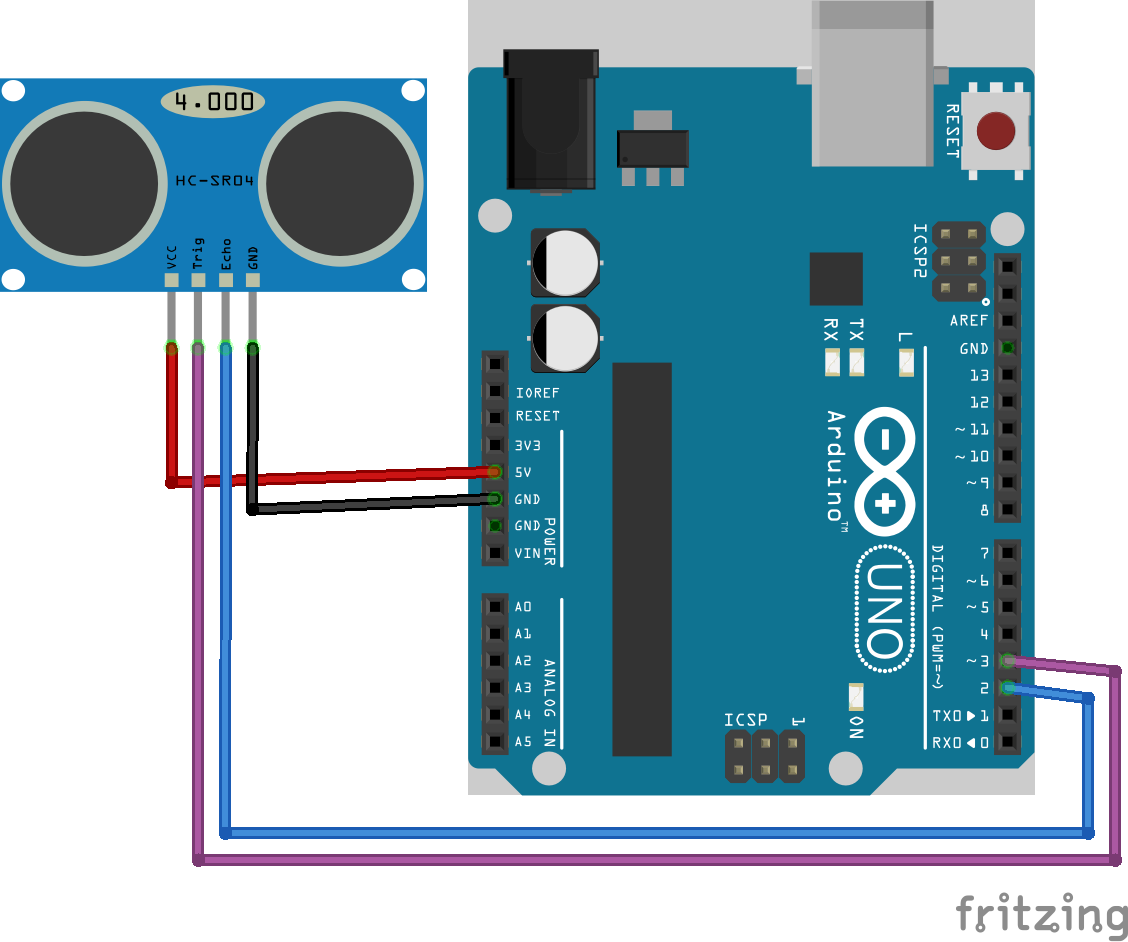 4.000
HC-SR04
VCC
Trig
Echo
GND
RESET
ICSP2
AREF
GND
13
12
~11
~10
~9
8
RX
TX
L
IOREF
RESET
3V3
5V
GND
GND
VIN
POWER
Arduino™
UNO
DIGITAL (PWM=~)
7
~6
~5
4
~3
2
TX0▶1
RX0◀0
A0
A1
A2
A3
A4
A5
ANALOG IN
ICSP
1
ON
fritzing